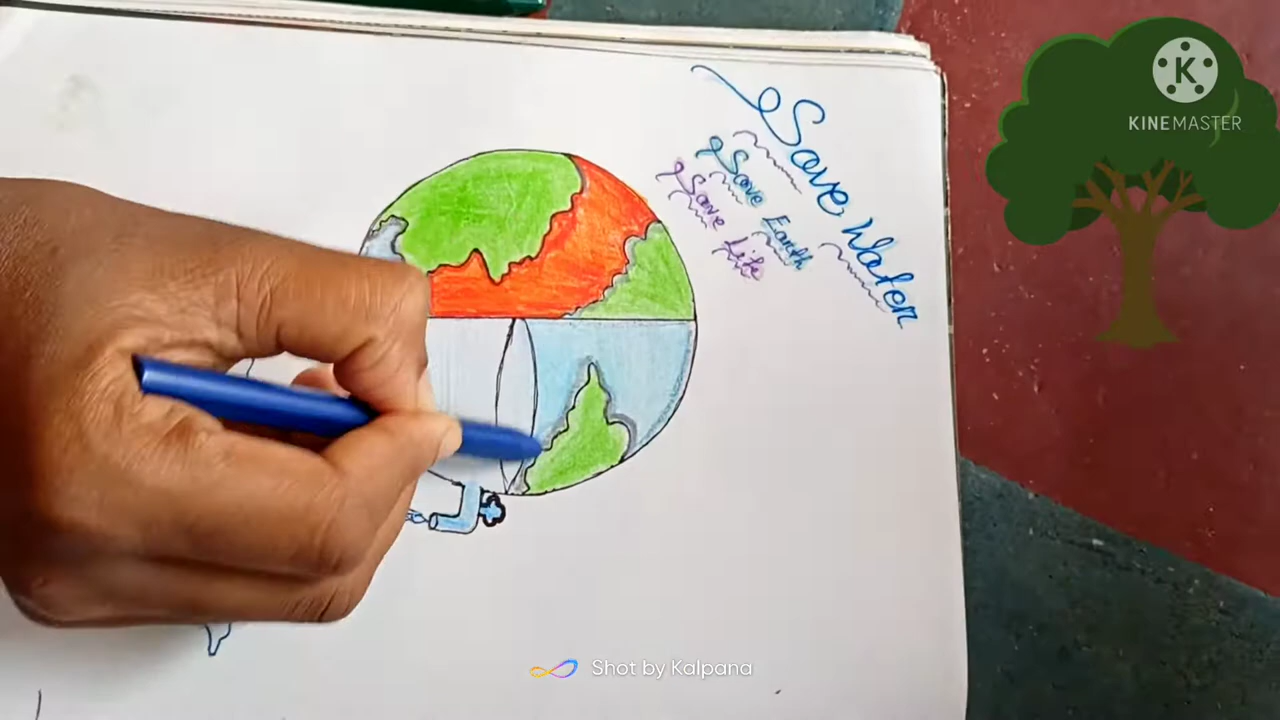 Save Water
Save Earth
Save Life
K
KINEMASTER
Shot by Kalpana